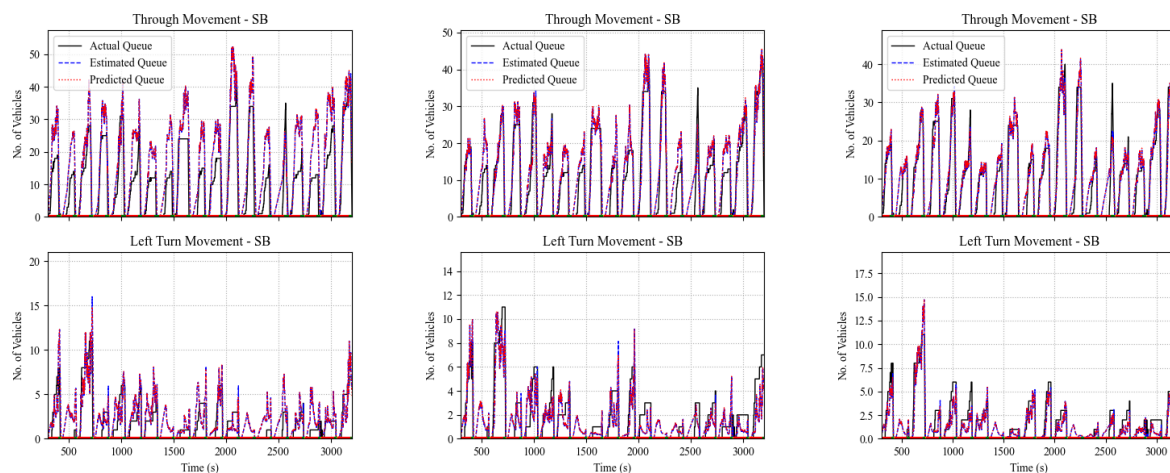 Through Movement - SB
No. of Vehicles
50
40
30
20
10
0
Actual Queue
Estimated Queue
Predicted Queue
Through Movement - SB
No. of Vehicles
50
40
30
20
10
0
Actual Queue
Estimated Queue
Predicted Queue
Through Movement - SB
No. of Vehicles
40
30
20
10
0
Actual Queue
Estimated Queue
Predicted Queue
Left Turn Movement - SB
No. of Vehicles
20
15
10
5
0
500 1000 1500 2000 2500 3000
Time (s)
Left Turn Movement - SB
No. of Vehicles
14
12
10
8
6
4
2
0
500 1000 1500 2000 2500 3000
Time (s)
Left Turn Movement - SB
No. of Vehicles
17.5
15.0
12.5
10.0
7.5
5.0
2.5
0.0
500 1000 1500 2000 2500 3000
Time (s)